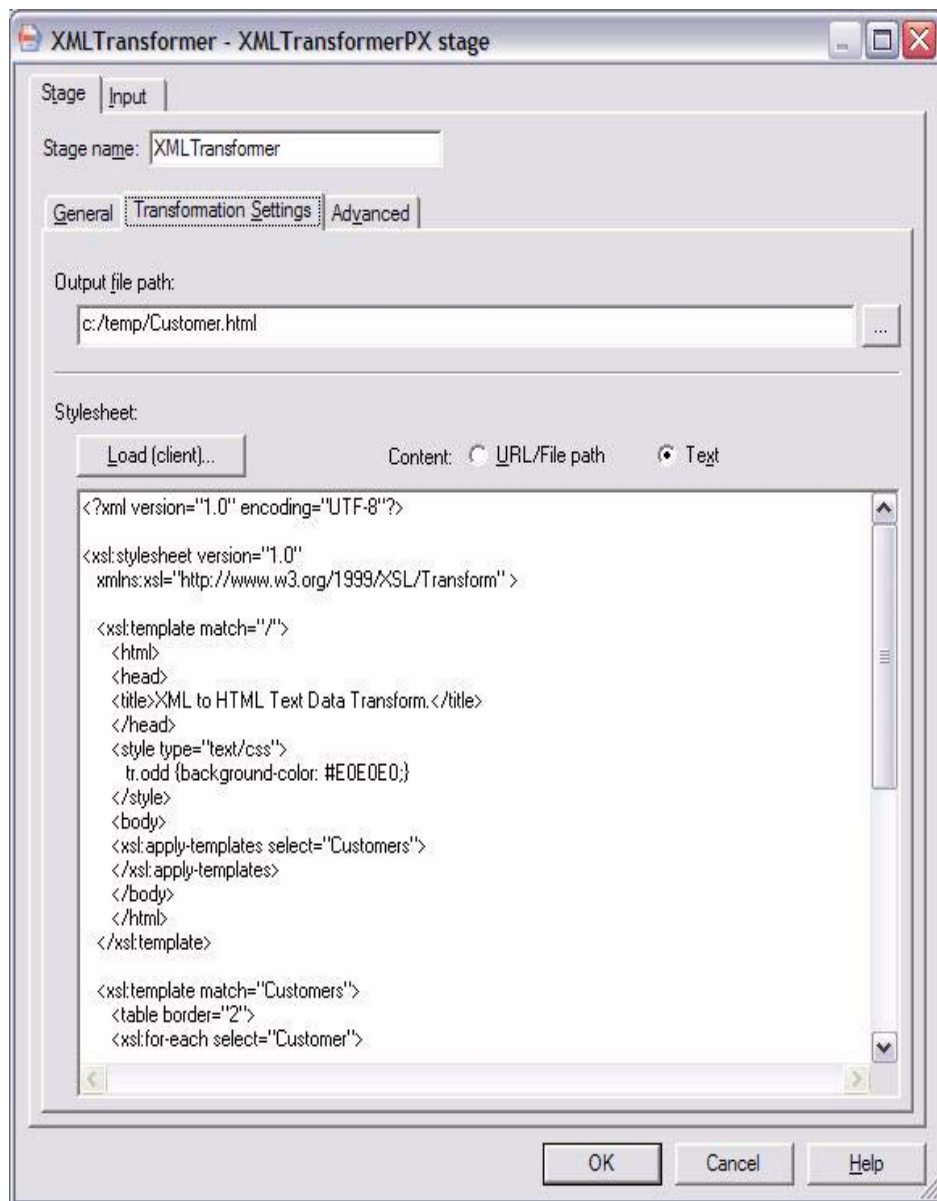 XMLTransformer - XMLTransformerPX stage
Stage Input
Stage name: XMLTransformer
General Transformation Settings Advanced
Output file path:
c:/temp/Customer.html ...
Stylesheet:
Load (client)... Content: URL/File path Text
<?xml version="1.0" encoding="UTF-8"?>
<xsl:stylesheet version="1.0"
xmlns:xsl="http://www.w3.org/1999/XSL/Transform" >
<xsl:template match="/">
<html>
<head>
<title>XML to HTML Text Data Transform.</title>
</head>
<style type="text/css">
tr.odd {background-color: #E0E0E0;}
</style>
<body>
<xsl:apply-templates select="Customers">
</xsl:apply-templates>
</body>
</html>
</xsl:template>
<xsl:template match="Customers">
<table border="2">
<xsl:for-each select="Customer">
OK Cancel Help